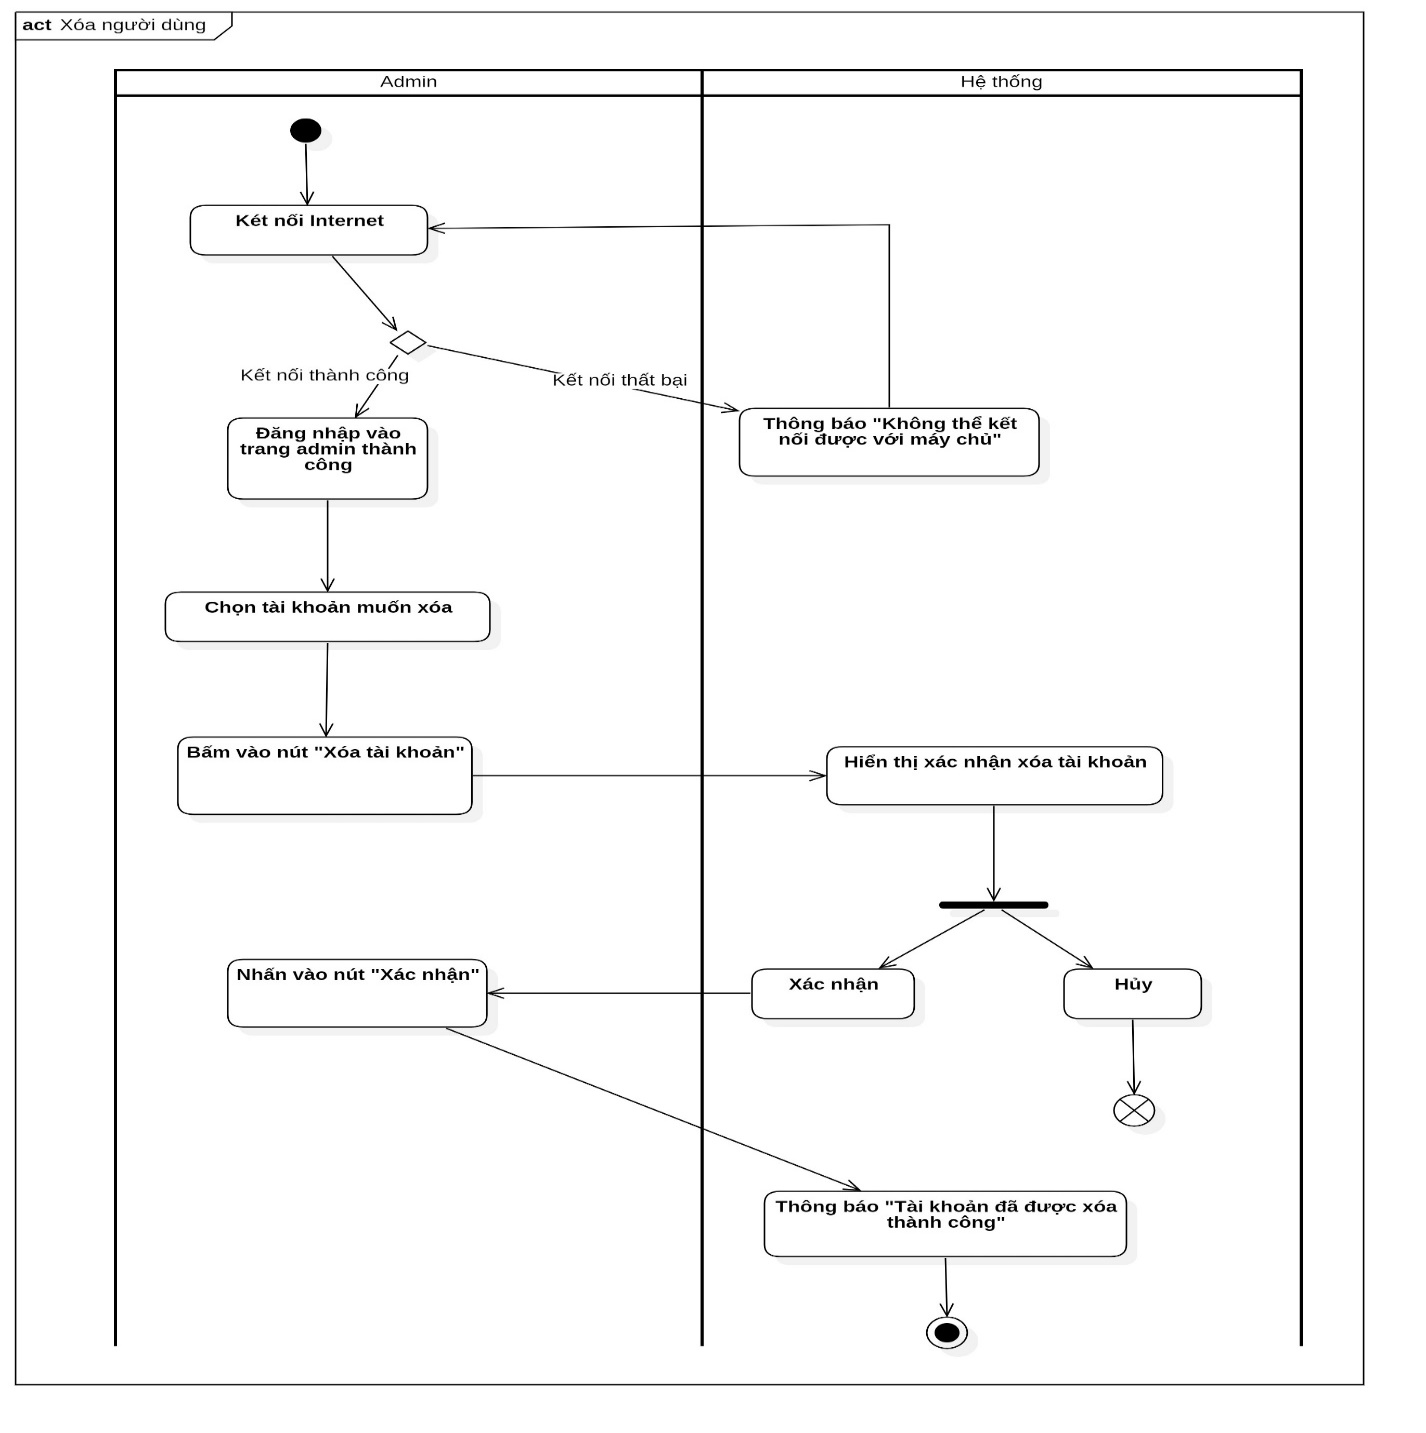 act Xóa người dùng
Admin
Hệ thống
Két nối Internet
Kết nối thành công
Kết nối thất bại
Đăng nhập vào
trang admin thành
công
Thông báo "Không thể kết
nối được với máy chủ"
Chọn tài khoản muốn xóa
Bấm vào nút "Xóa tài khoản"
Hiển thị xác nhận xóa tài khoản
Nhấn vào nút "Xác nhận"
Xác nhận
Hủy
Thông báo "Tài khoản đã được xóa
thành công"